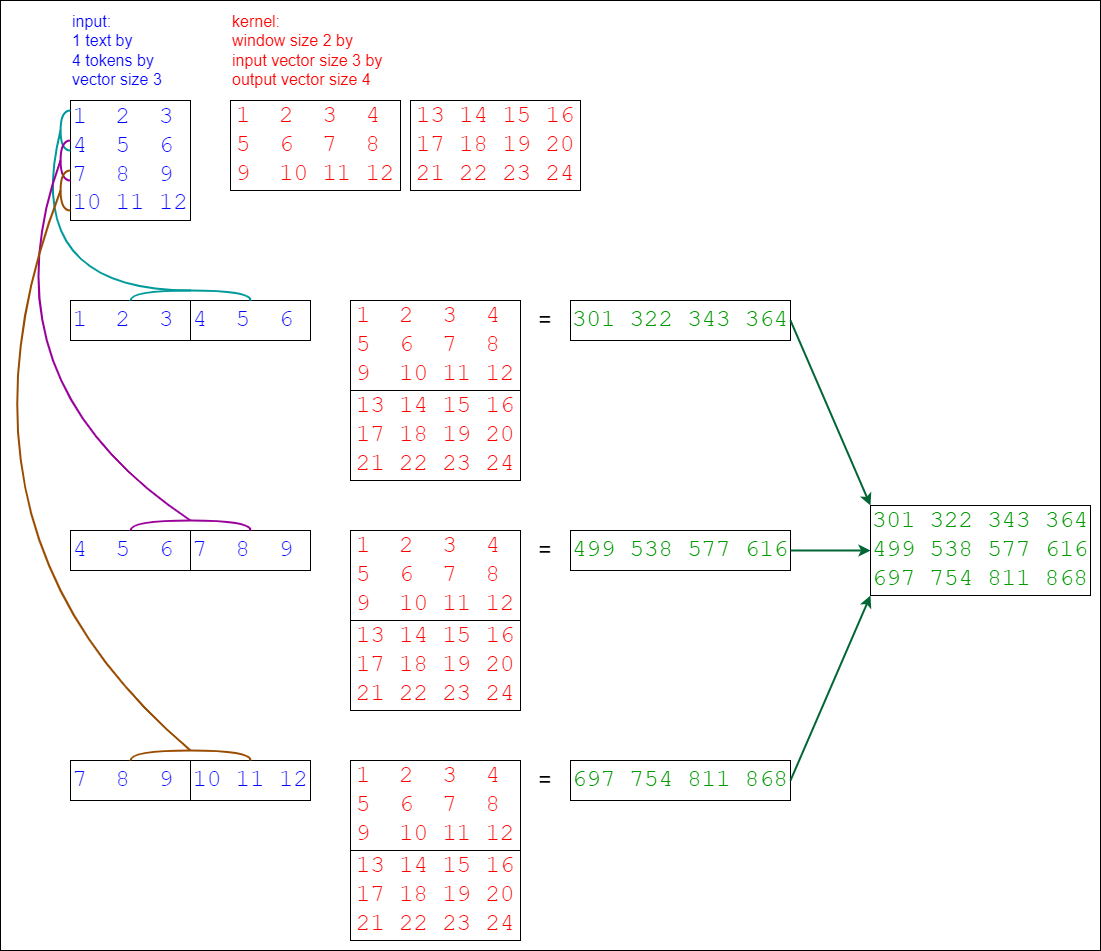 input:
1 text by
4 tokens by
vector size 3
kernel:
window size 2 by
input vector size 3 by
output vector size 4
1 2 3
4 5 6
7 8 9
10 11 12
1 2 3 4
5 6 7 8
9 10 11 12
13 14 15 16
17 18 19 20
21 22 23 24
1 2 3 4 5 6
1 2 3 4
5 6 7 8
9 10 11 12
13 14 15 16
17 18 19 20
21 22 23 24
=
301 322 343 364
4 5 6 7 8 9
1 2 3 4
5 6 7 8
9 10 11 12
13 14 15 16
17 18 19 20
21 22 23 24
=
499 538 577 616
301 322 343 364
499 538 577 616
697 754 811 868
7 8 9 10 11 12
1 2 3 4
5 6 7 8
9 10 11 12
13 14 15 16
17 18 19 20
21 22 23 24
=
697 754 811 868